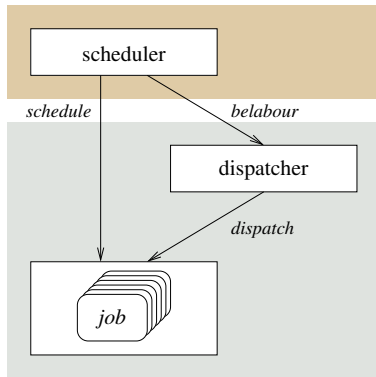 scheduler
schedule
belabour
dispatcher
dispatch
job